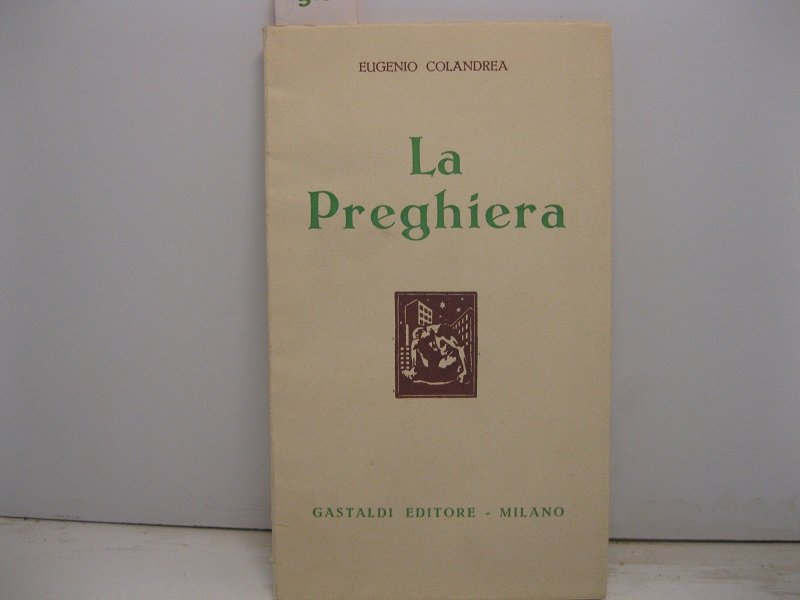 EUGENIO COLANDREA
La
Preghiera
GASTALDI EDITORE - MILANO